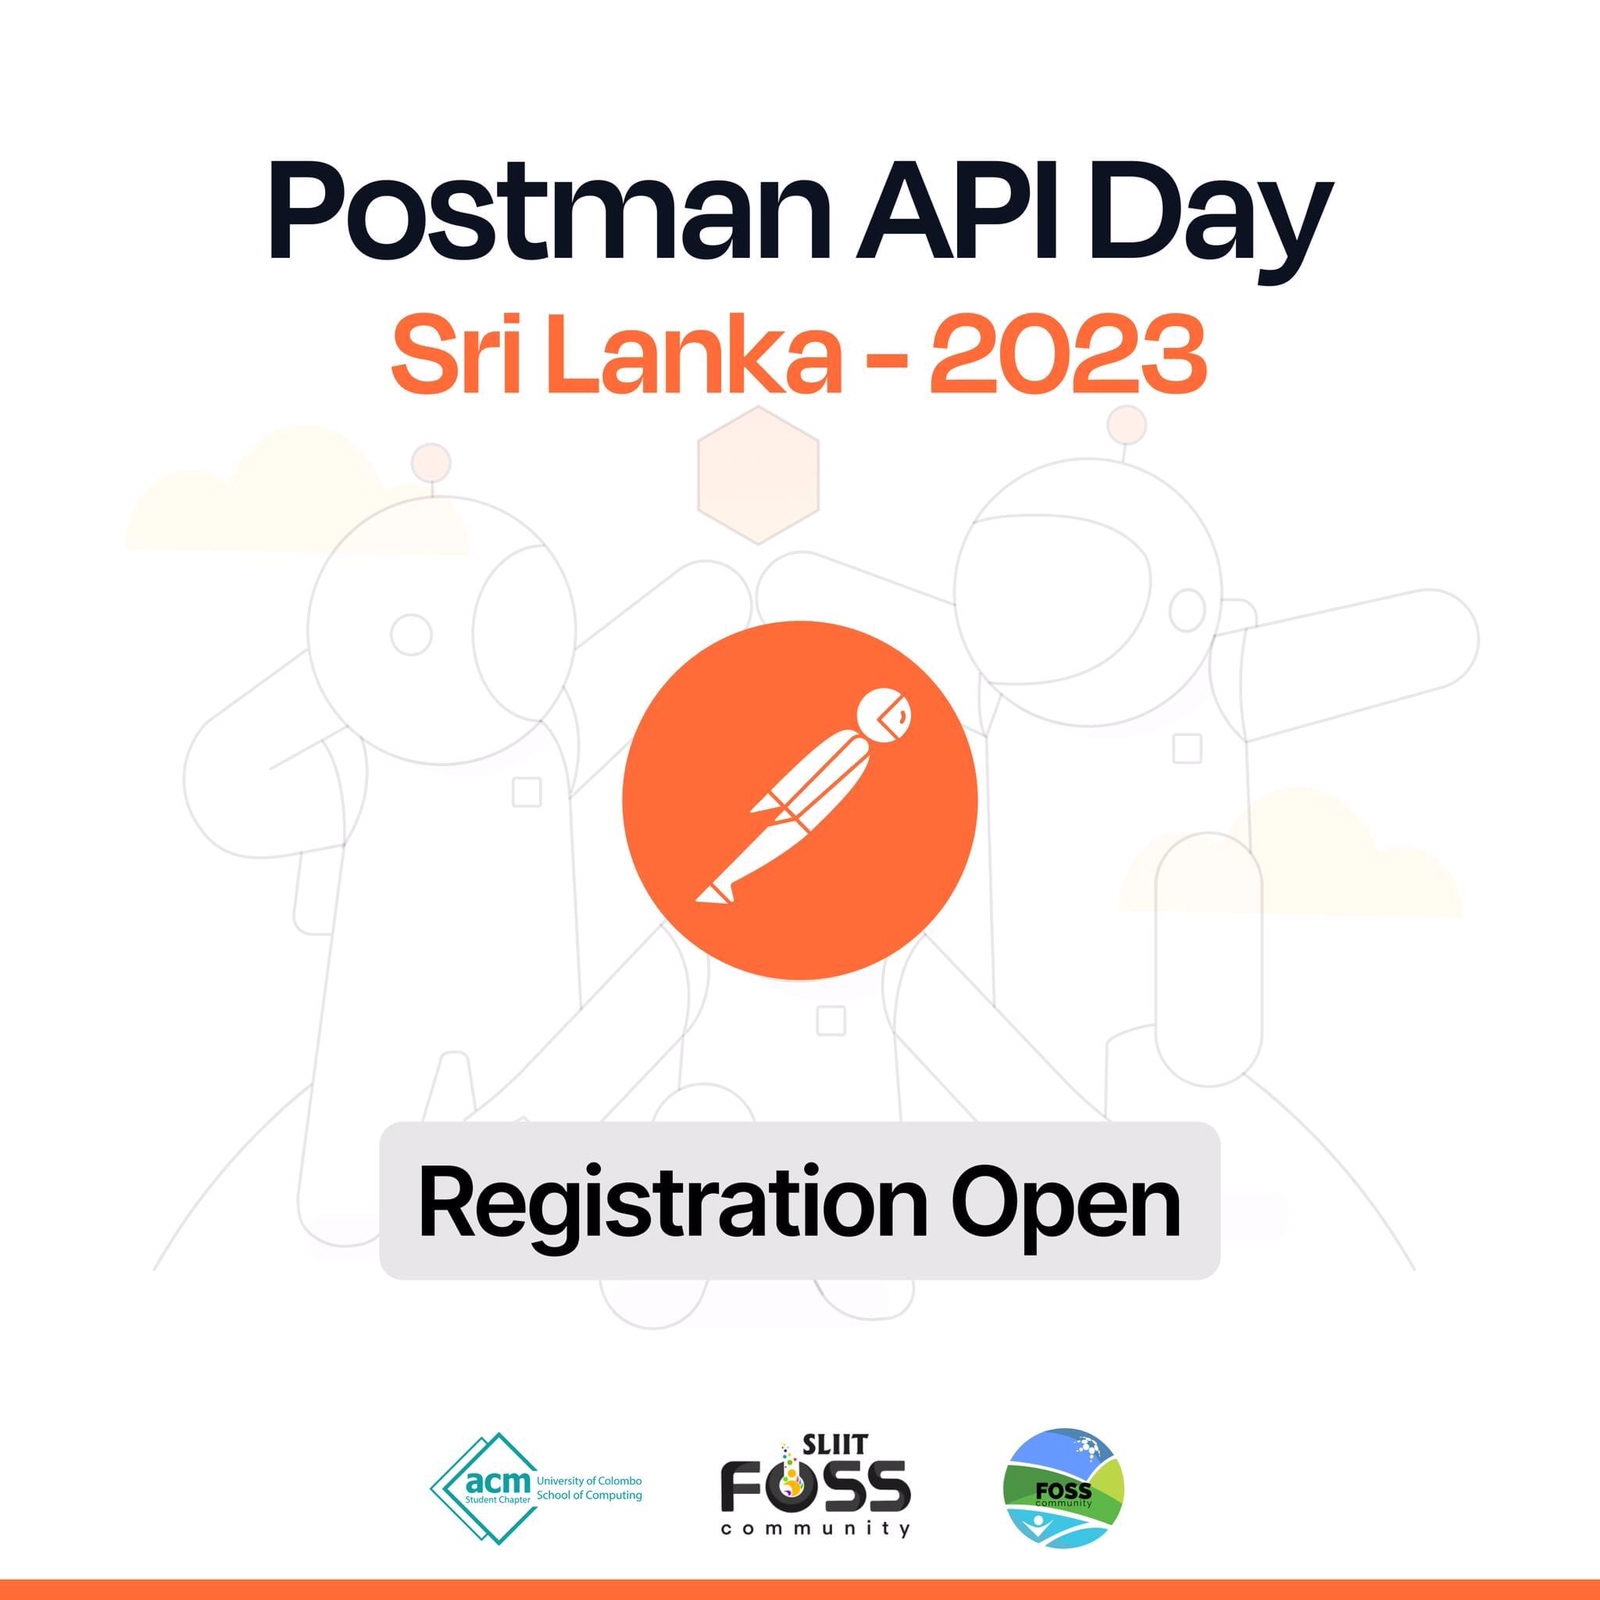 Postman API Day
Sri Lanka - 2023
Registration Open
acm
Student Chapter
University of Colombo
School of Computing
SLIIT
FOSS
community
FOSS
community